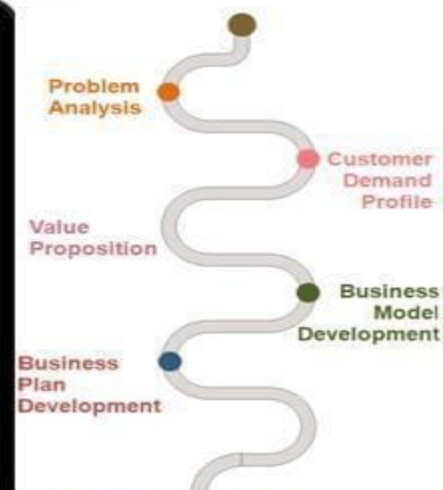 Problem
Analysis
Customer
Demand
Profile
Value
Proposition
Business
Model
Development
Business
Plan
Development